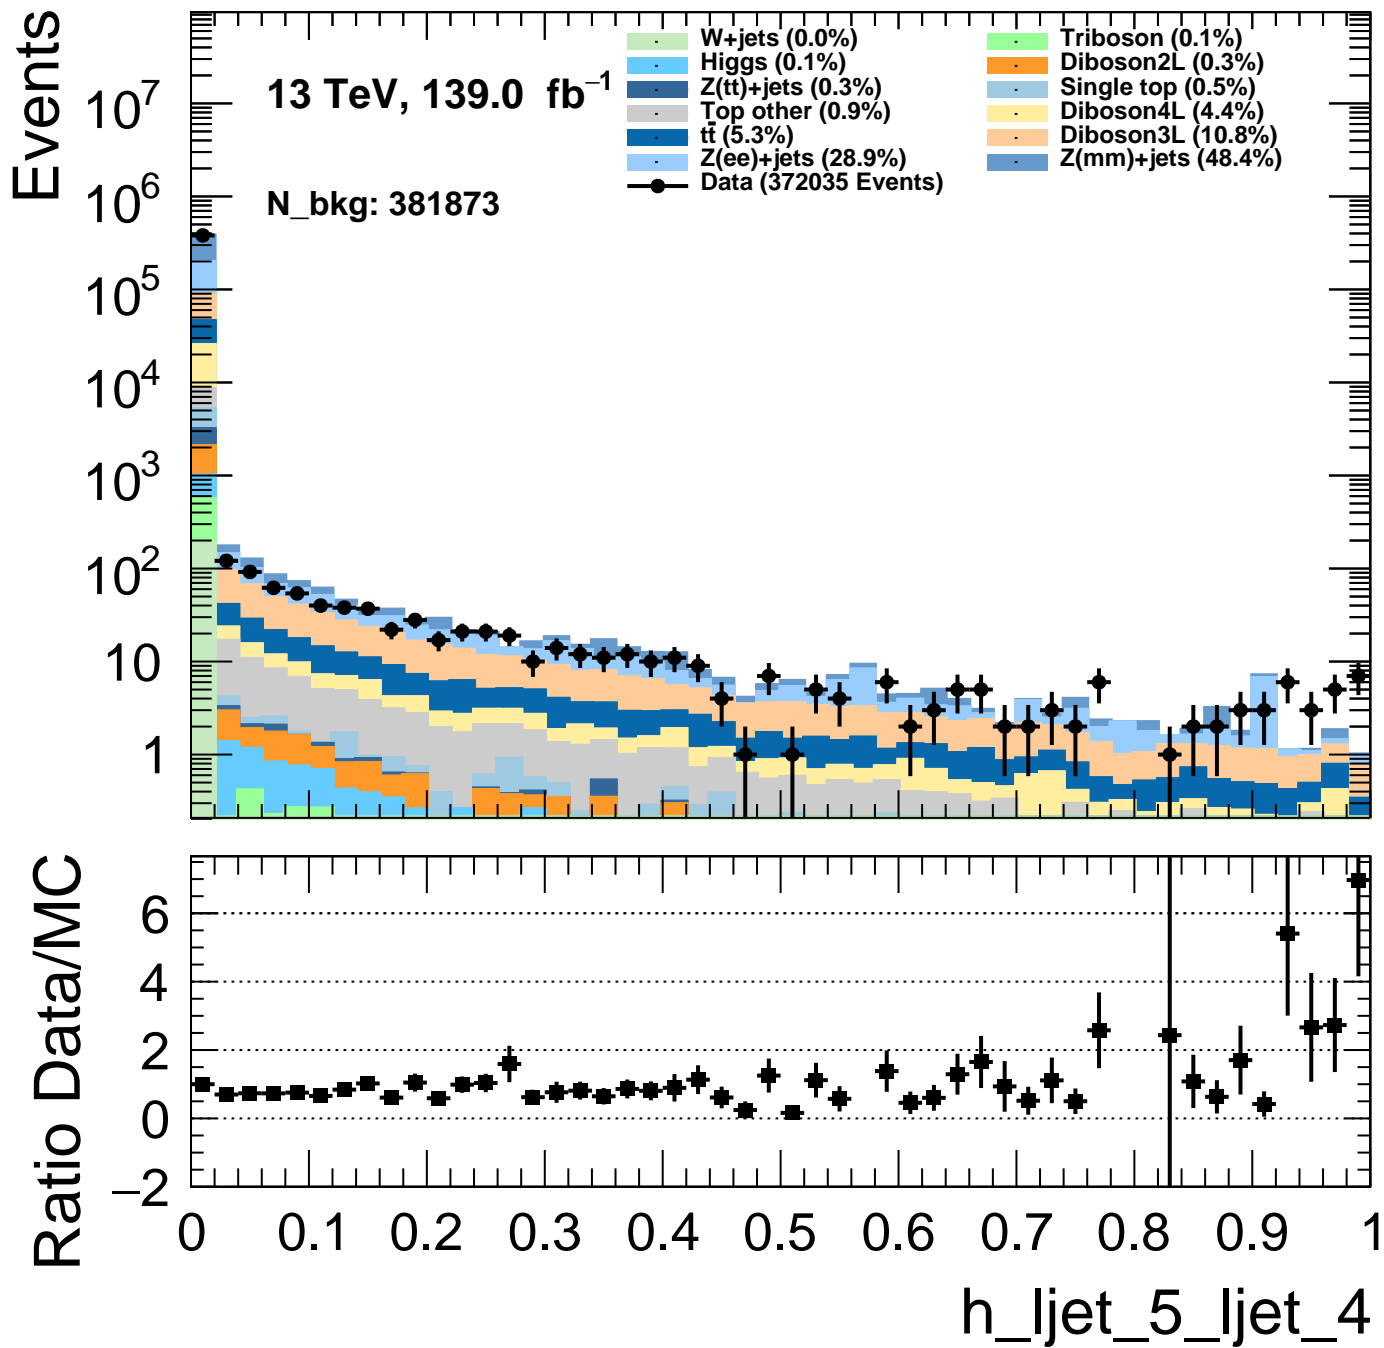 Events
10^7
10^6
10^5
10^4
10^3
10^2
10
1
13 TeV, 139.0 fb^−1
N_bkg: 381873
W+jets (0.0%)
Higgs (0.1%)
Z(tt)+jets (0.3%)
Top other (0.9%)
tt̄ (5.3%)
Z(ee)+jets (28.9%)
Data (372035 Events)
Triboson (0.1%)
Diboson2L (0.3%)
Single top (0.5%)
Diboson4L (4.4%)
Diboson3L (10.8%)
Z(mm)+jets (48.4%)
Ratio Data/MC
6
4
2
0
−2
0 0.1 0.2 0.3 0.4 0.5 0.6 0.7 0.8 0.9 1
h_ljet_5_ljet_4